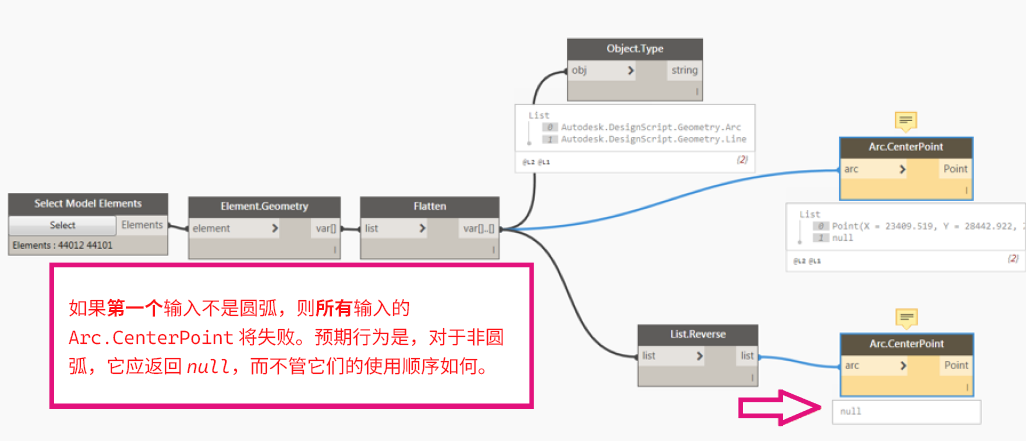 Object.Type
obj > string
List
0 Autodesk.DesignScript.Geometry.Arc
1 Autodesk.DesignScript.Geometry.Line
@L2 @L1 {2}
Arc.CenterPoint
arc > Point
List
0 Point(X = 23409.519, Y = 28442.922,
1 null
@L2 @L1 {2}
Select Model Elements
Select Elements
Elements : 44012 44101
Element.Geometry
element > var[]
Flatten
list > var[]..[]
如果第一个输入不是圆弧，则所有输入的
Arc.CenterPoint 将失败。预期行为是，对于非圆
弧，它应返回 null，而不管它们的使用顺序如何。
List.Reverse
list > list
Arc.CenterPoint
arc > Point
null